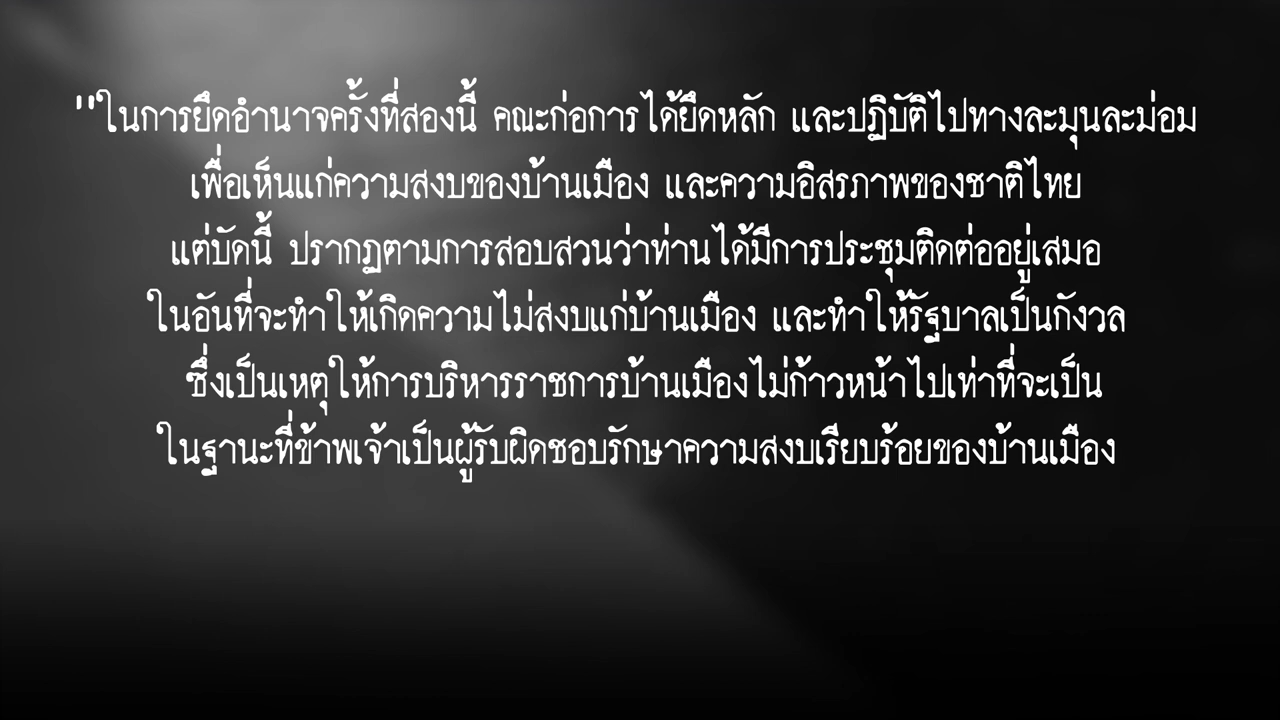 "ในการยึดอำนาจครั้งที่สองนี้ คณะก่อการได้ยึดหลัก และปฏิบัติไปทางละมุนละม่อม
เพื่อเห็นแก่ความสงบของบ้านเมือง และความอิสรภาพของชาติไทย
แต่บัดนี้ ปรากฏตามการสอบสวนว่าท่านได้มีการประชุมติดต่ออยู่เสมอ
ในอันที่จะทำให้เกิดความไม่สงบแก่บ้านเมือง และทำให้รัฐบาลเป็นกังวล
ซึ่งเป็นเหตุให้การบริหารราชการบ้านเมืองไม่ก้าวหน้าไปเท่าที่จะเป็น
ในฐานะที่ข้าพเจ้าเป็นผู้รับผิดชอบรักษาความสงบเรียบร้อยของบ้านเมือง